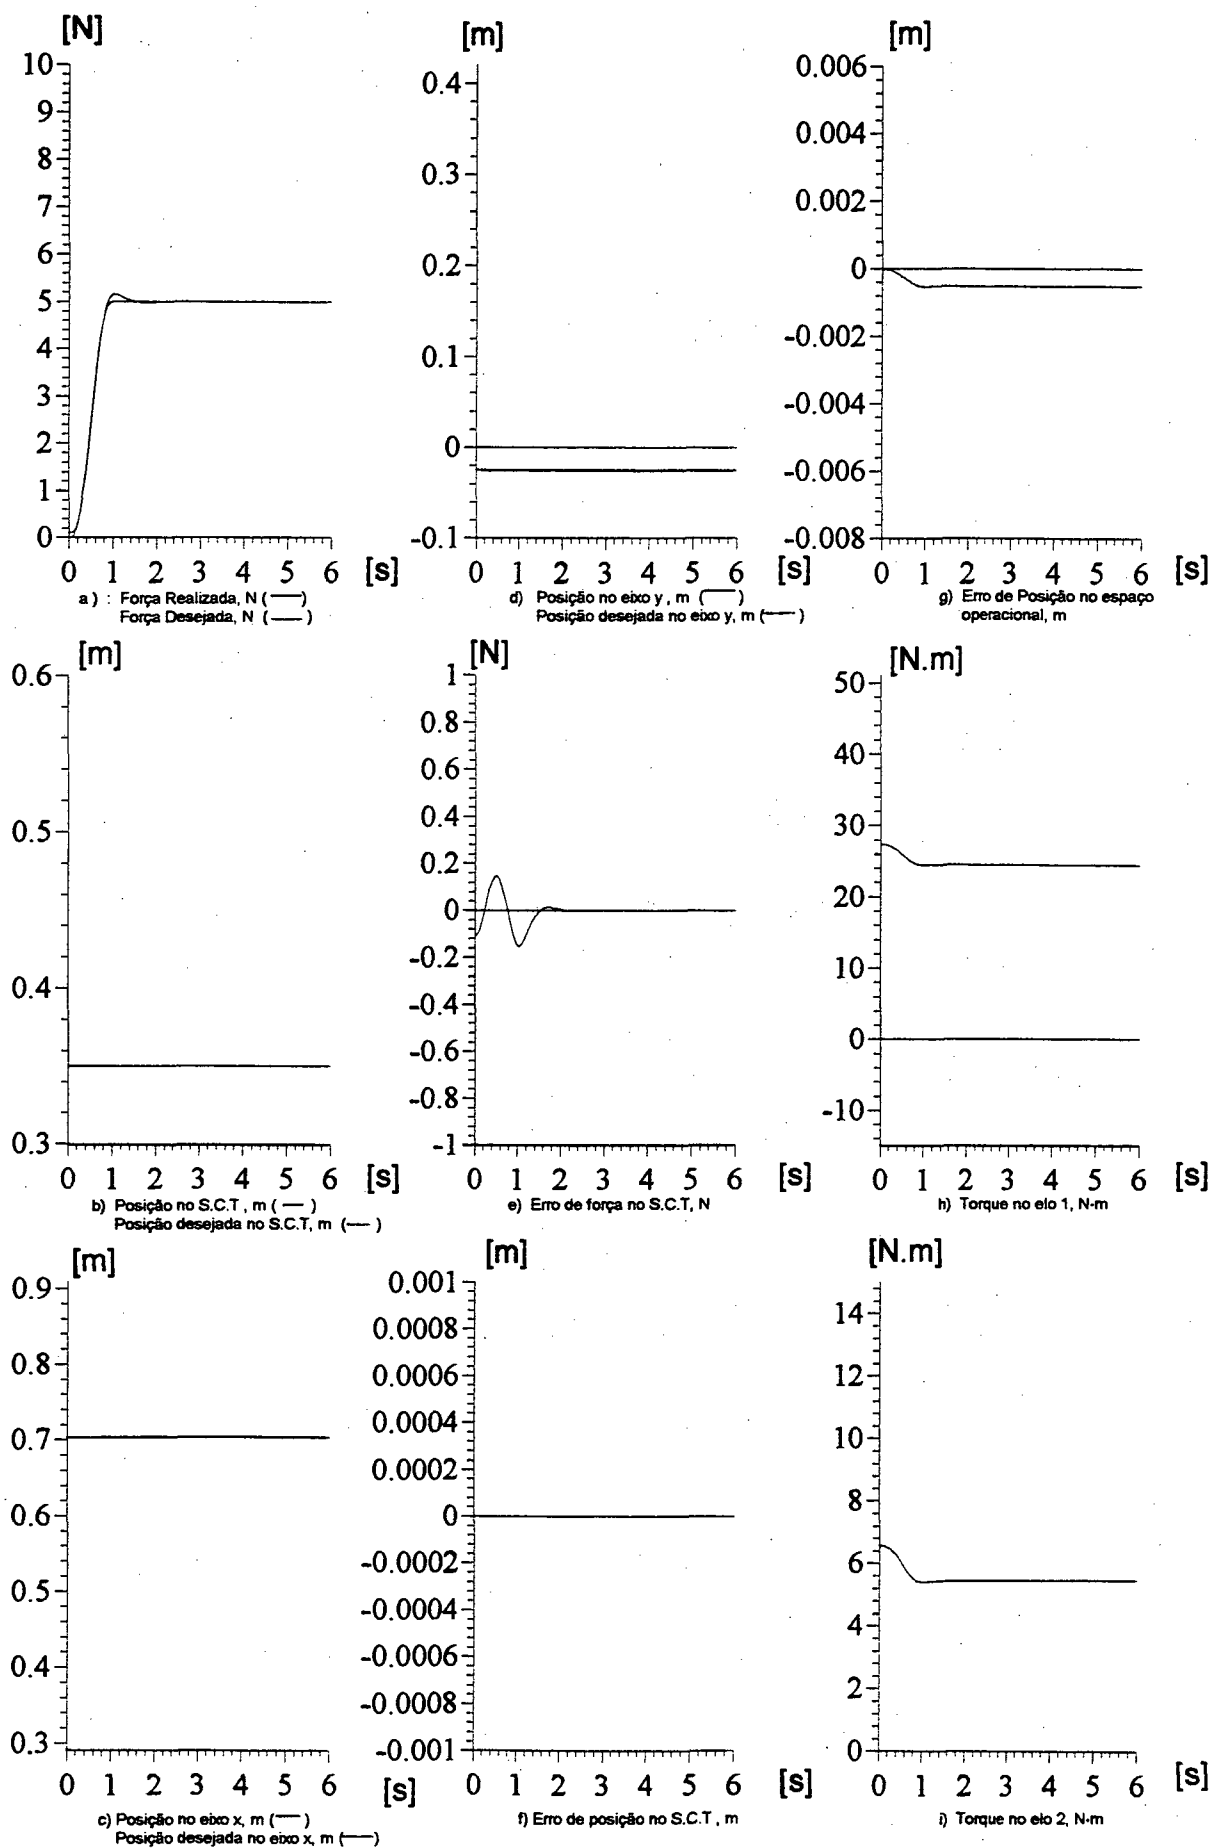 [N]
10
9
8
7
6
5
4
3
2
1
0
0 1 2 3 4 5 6 [s]
a) : Força Realizada, N ( — )
Força Desejada, N ( — )
[m]
0.4
0.3
0.2
0.1
0
-0.1
0 1 2 3 4 5 6 [s]
d) Posição no eixo y , m ( — )
Posição desejada no eixo y, m ( — )
[m]
0.006
0.004
0.002
0
-0.002
-0.004
-0.006
-0.008
0 1 2 3 4 5 6 [s]
g) Erro de Posição no espaço
operacional, m
[m]
0.6
0.5
0.4
0.3
0 1 2 3 4 5 6 [s]
b) Posição no S.C.T , m ( — )
Posição desejada no S.C.T, m ( — )
[N]
1
0.8
0.6
0.4
0.2
0
-0.2
-0.4
-0.6
-0.8
-1
0 1 2 3 4 5 6 [s]
e) Erro de força no S.C.T, N
[N.m]
50
40
30
20
10
0
-10
0 1 2 3 4 5 6 [s]
h) Torque no elo 1, N-m
[m]
0.9
0.8
0.7
0.6
0.5
0.4
0.3
0 1 2 3 4 5 6 [s]
c) Posição no eixo x, m ( — )
Posição desejada no eixo x, m ( — )
[m]
0.001
0.0008
0.0006
0.0004
0.0002
0
-0.0002
-0.0004
-0.0006
-0.0008
-0.001
0 1 2 3 4 5 6 [s]
f) Erro de posição no S.C.T , m
[N.m]
14
12
10
8
6
4
2
0
0 1 2 3 4 5 6 [s]
i) Torque no elo 2, N-m